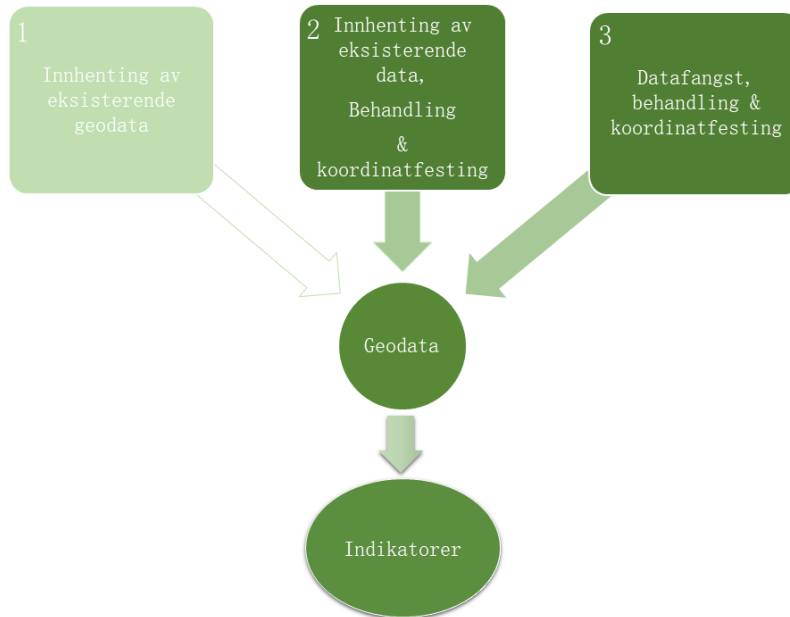 1
Innhenting av
eksisterende
geodata
2
Innhenting av
eksisterende
data,
Behandling
&
koordinatfesting
3
Datafangst,
behandling &
koordinatfesting
Geodata
Indikatorer